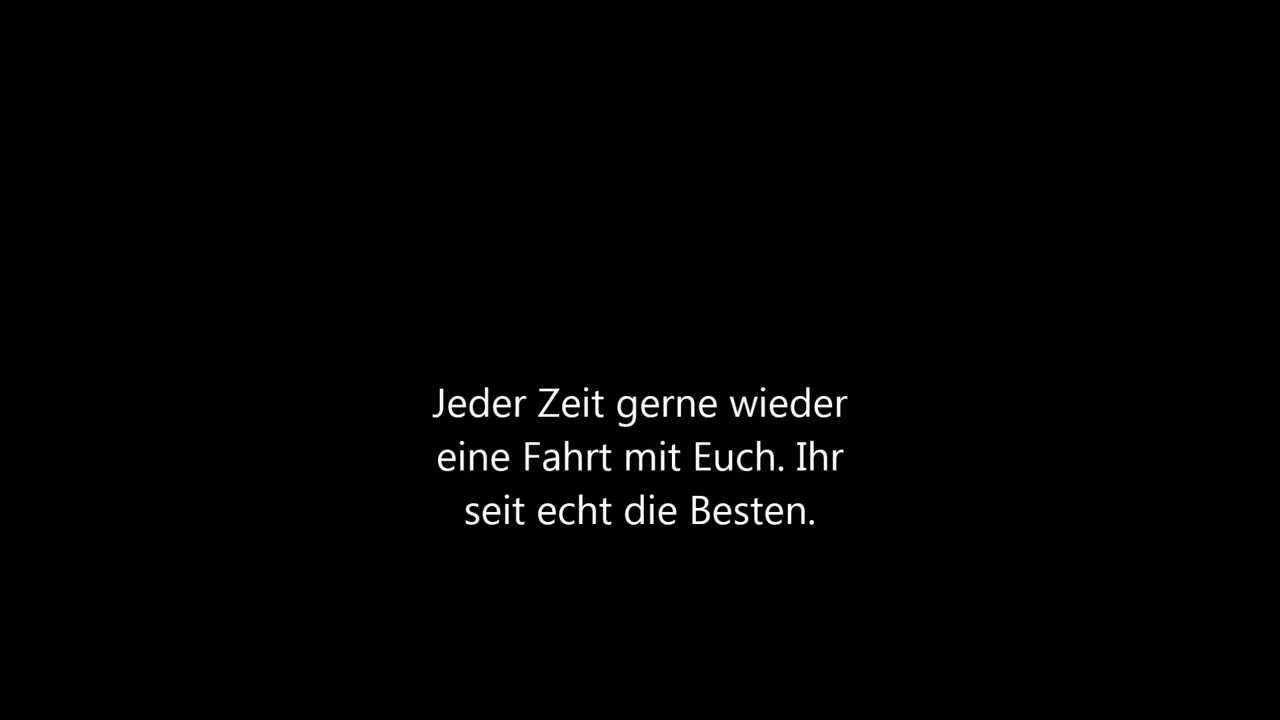 Jeder Zeit gerne wieder
eine Fahrt mit Euch. Ihr
seit echt die Besten.